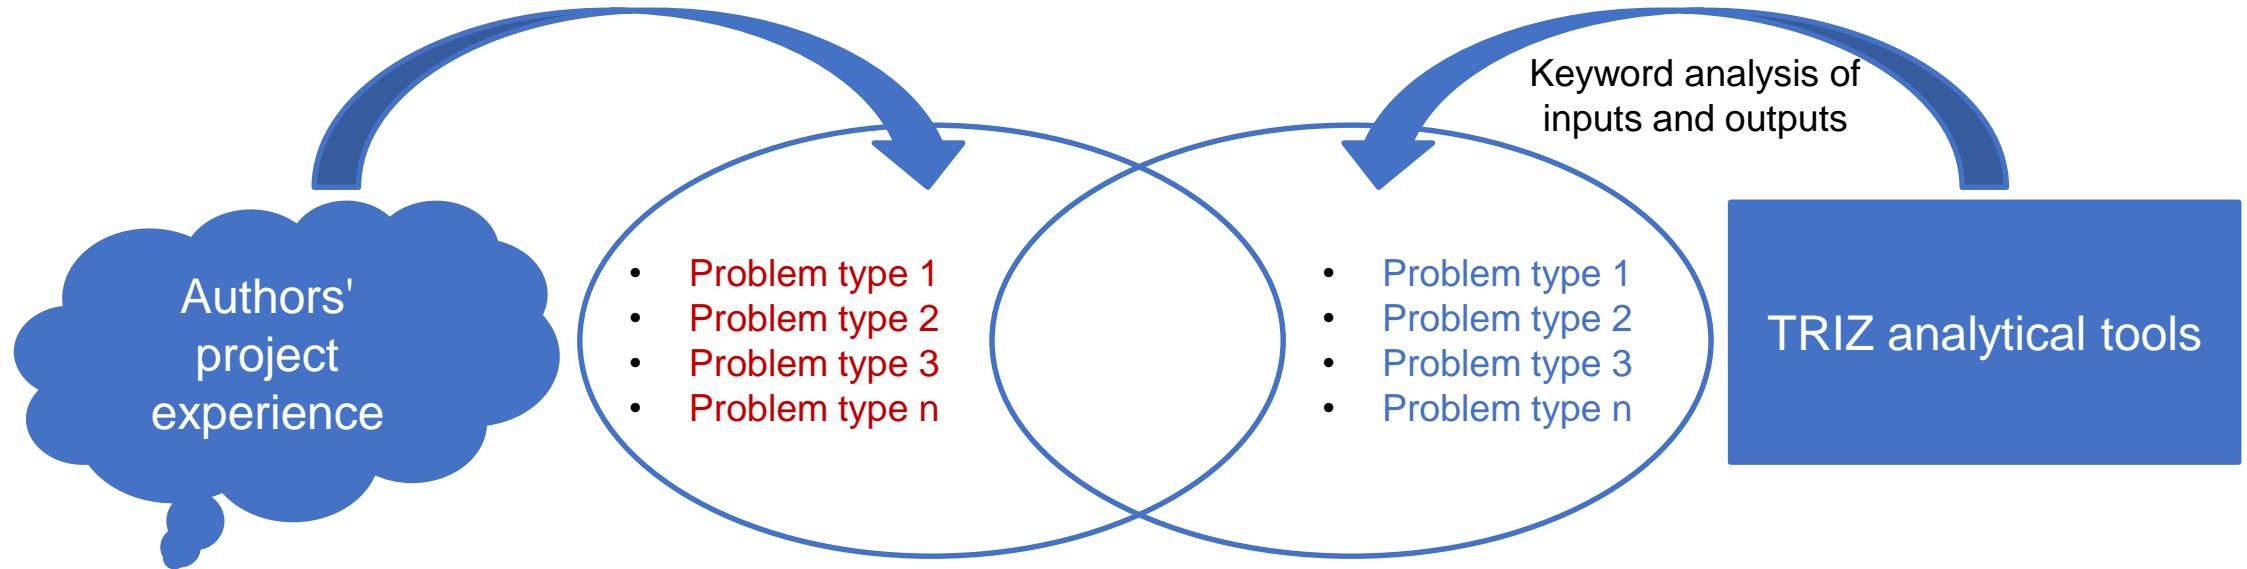 Authors'
project
experience
• Problem type 1
• Problem type 2
• Problem type 3
• Problem type n
Keyword analysis of
inputs and outputs
• Problem type 1
• Problem type 2
• Problem type 3
• Problem type n
TRIZ analytical tools